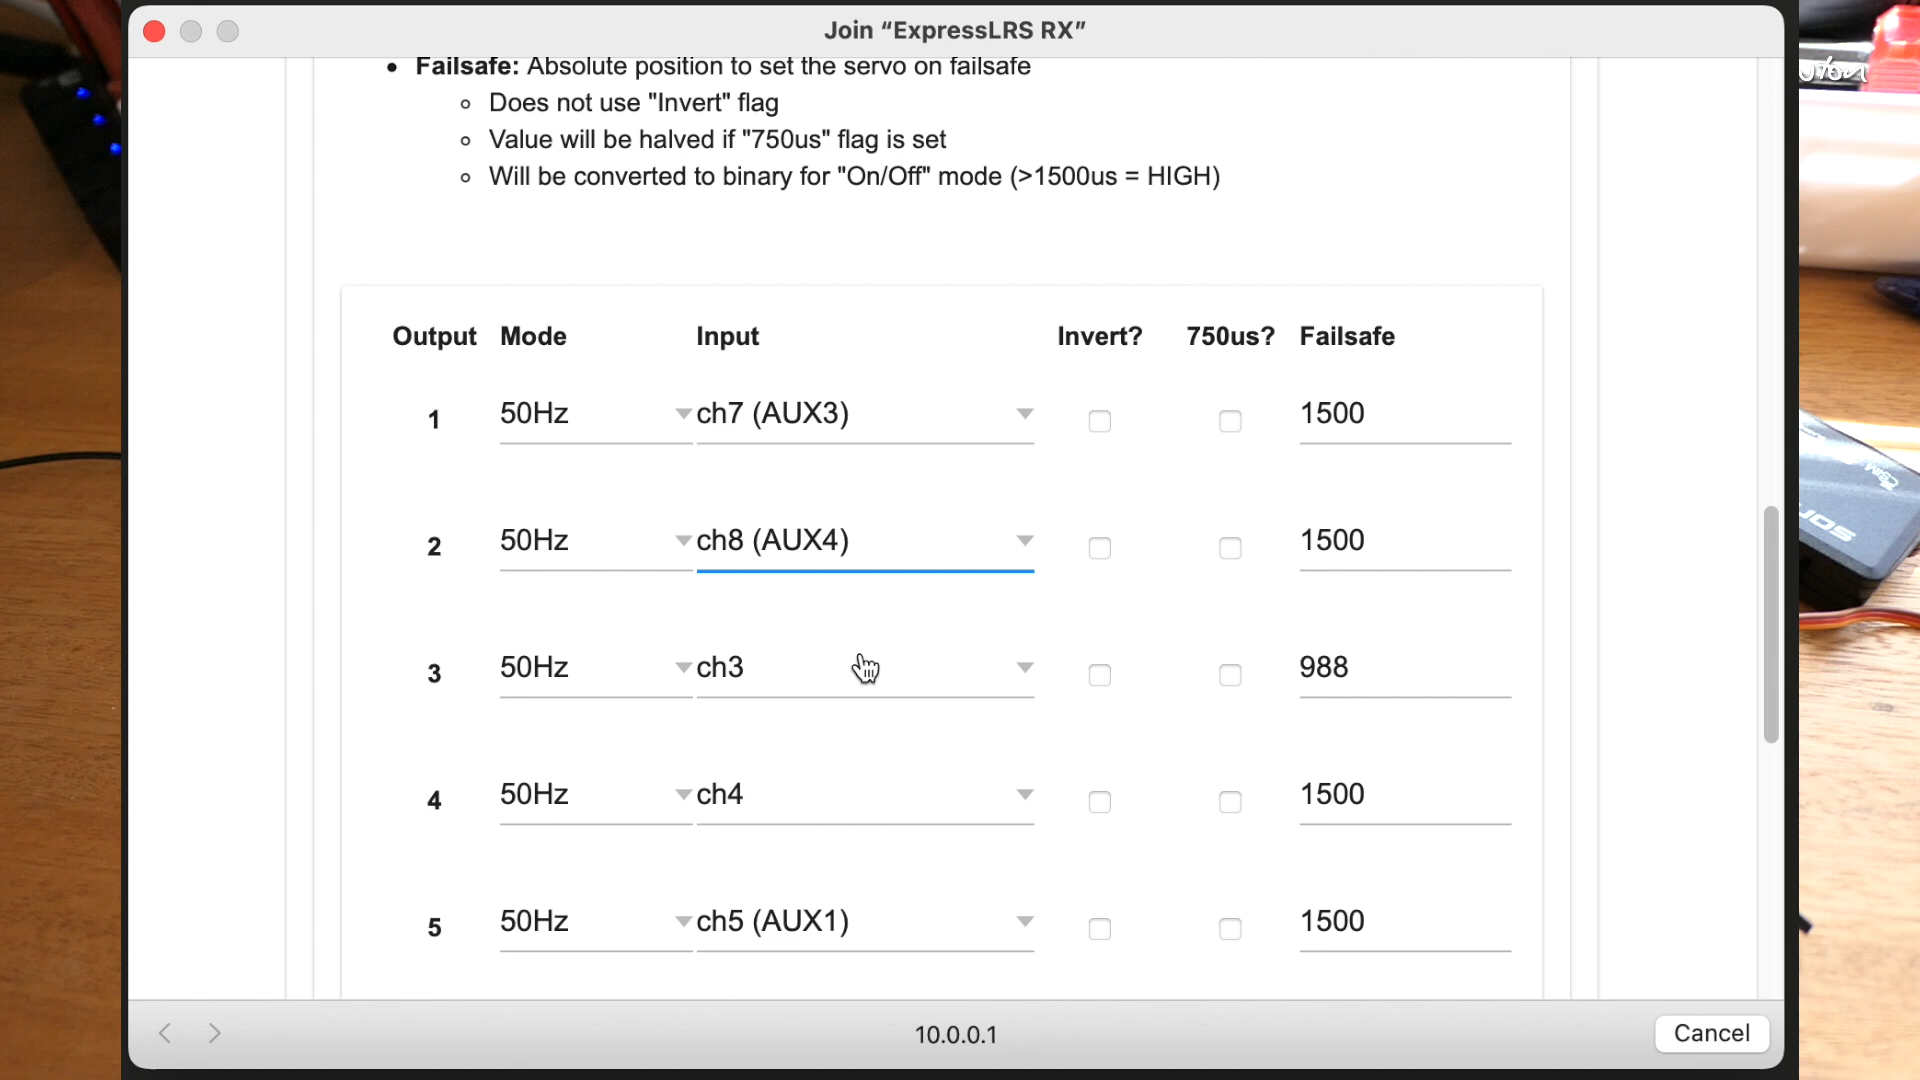 Join “ExpressLRS RX”
• Failsafe: Absolute position to set the servo on failsafe
Does not use "Invert" flag
Value will be halved if "750us" flag is set
Will be converted to binary for "On/Off" mode (>1500us = HIGH)
Output Mode Input Invert? 750us? Failsafe
1 50Hz ch7 (AUX3) 1500
2 50Hz ch8 (AUX4) 1500
3 50Hz ch3 988
4 50Hz ch4 1500
5 50Hz ch5 (AUX1) 1500
10.0.0.1
Cancel